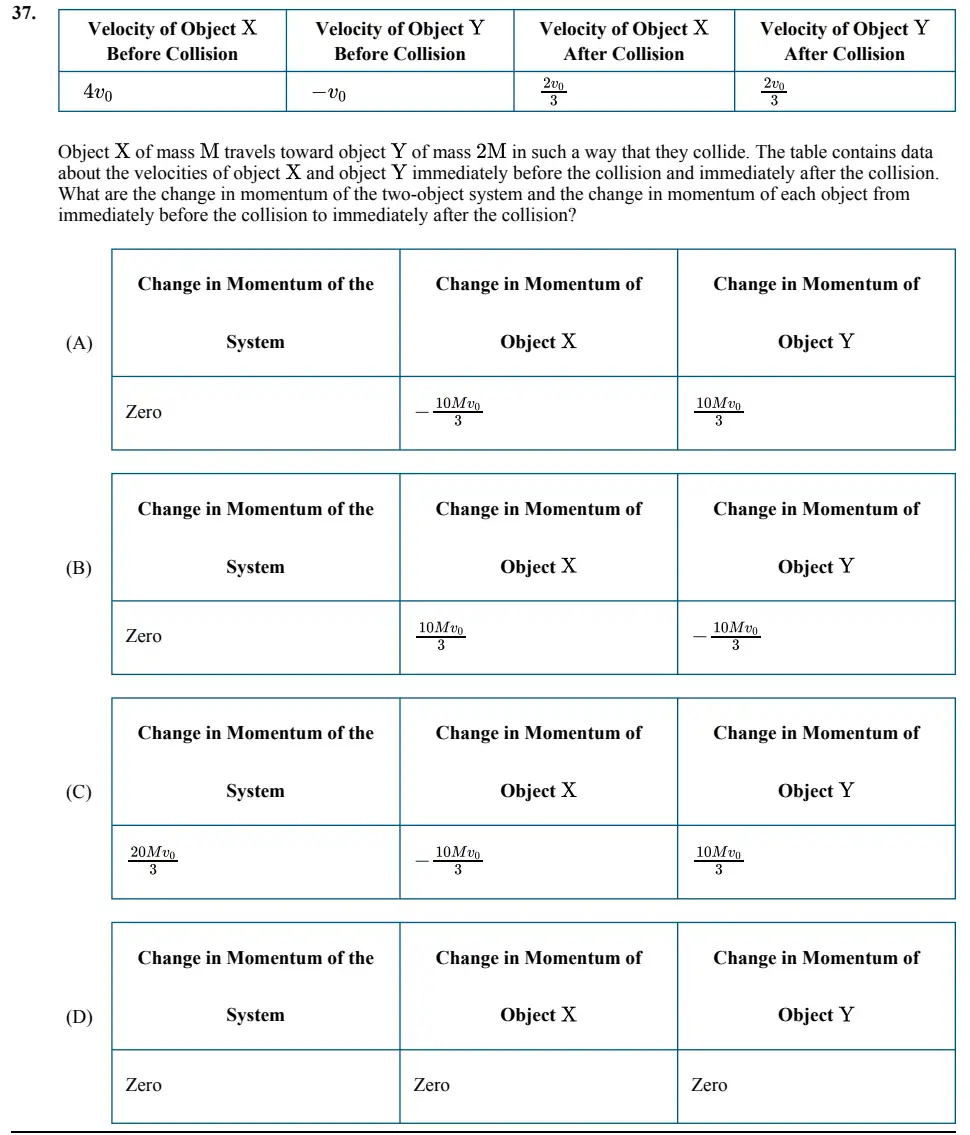 37.
Velocity of Object X Before Collision
Velocity of Object Y Before Collision
Velocity of Object X After Collision
Velocity of Object Y After Collision
4v₀
−v₀
2v₀/3
2v₀/3
Object X of mass M travels toward object Y of mass 2M in such a way that they collide. The table contains data
about the velocities of object X and object Y immediately before the collision and immediately after the collision.
What are the change in momentum of the two-object system and the change in momentum of each object from
immediately before the collision to immediately after the collision?
(A)
Change in Momentum of the System
Change in Momentum of Object X
Change in Momentum of Object Y
Zero
−10Mv₀/3
10Mv₀/3
(B)
Change in Momentum of the System
Change in Momentum of Object X
Change in Momentum of Object Y
Zero
10Mv₀/3
−10Mv₀/3
(C)
Change in Momentum of the System
Change in Momentum of Object X
Change in Momentum of Object Y
20Mv₀/3
−10Mv₀/3
10Mv₀/3
(D)
Change in Momentum of the System
Change in Momentum of Object X
Change in Momentum of Object Y
Zero
Zero
Zero